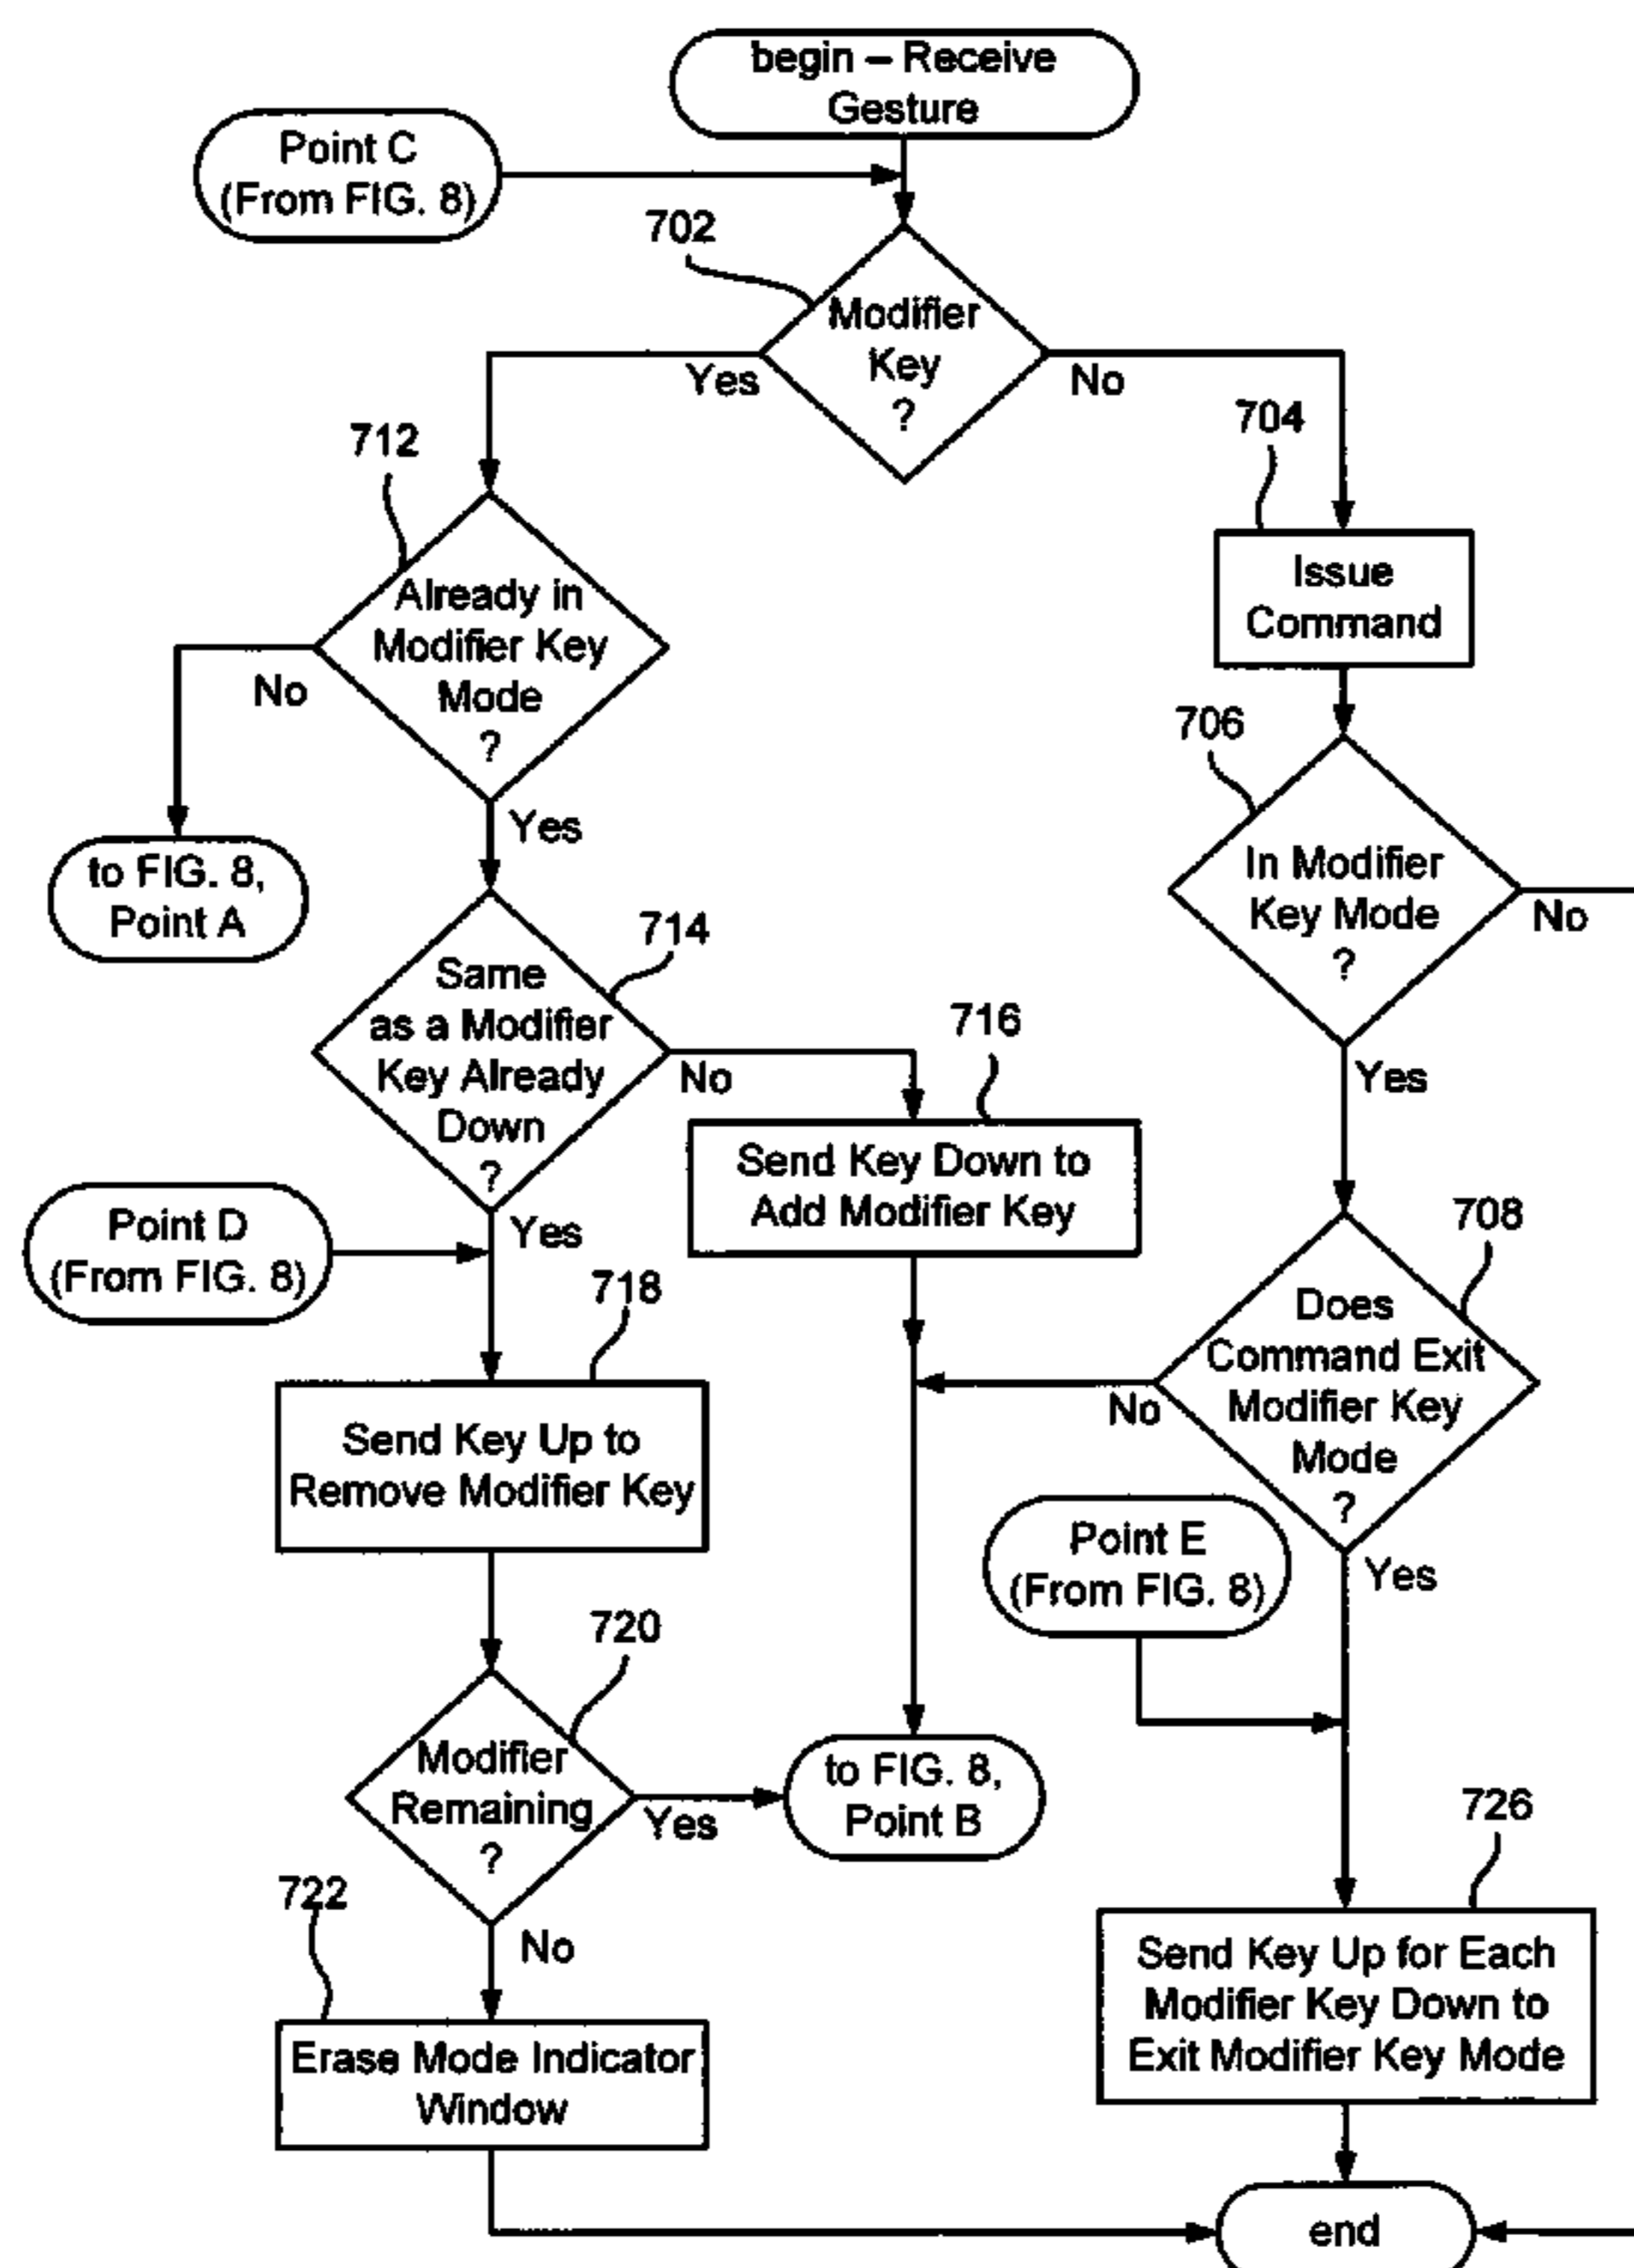 begin – Receive
Gesture
Point C
(From FIG. 8)
702
Modifier
Key
?
Yes
No
712
704
Already in
Modifier Key
Mode
?
Issue
Command
No
Yes
706
to FIG. 8,
Point A
In Modifier
Key Mode
?
No
Yes
714
Same
as a Modifier
Key Already
Down
?
No
Yes
716
Send Key Down to
Add Modifier Key
Point D
(From FIG. 8)
708
Does
Command Exit
Modifier Key
Mode
?
No
Yes
718
Send Key Up to
Remove Modifier Key
Point E
(From FIG. 8)
720
Modifier
Remaining
?
Yes
No
to FIG. 8,
Point B
726
Send Key Up for Each
Modifier Key Down to
Exit Modifier Key Mode
722
Erase Mode Indicator
Window
end